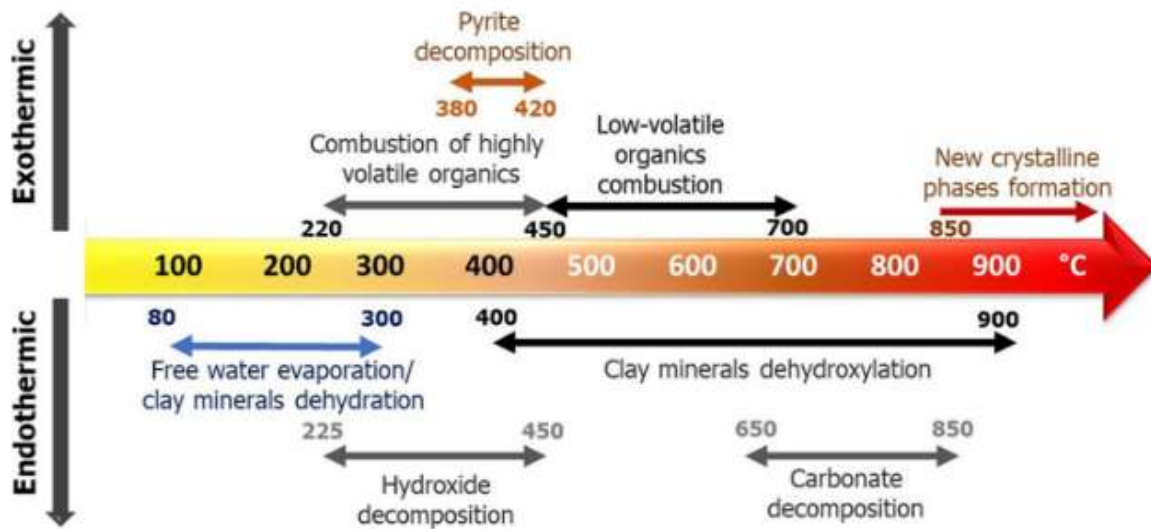 Exothermic
Pyrite
decomposition
380 420
Combustion of highly
volatile organics
Low-volatile
organics
combustion
New crystalline
phases formation
220 450 700 850
100 200 300 400 500 600 700 800 900 °C
Endothermic
80 300 400 900
Free water evaporation/
clay minerals dehydration
Clay minerals dehydroxylation
225 450 650 850
Hydroxide
decomposition
Carbonate
decomposition